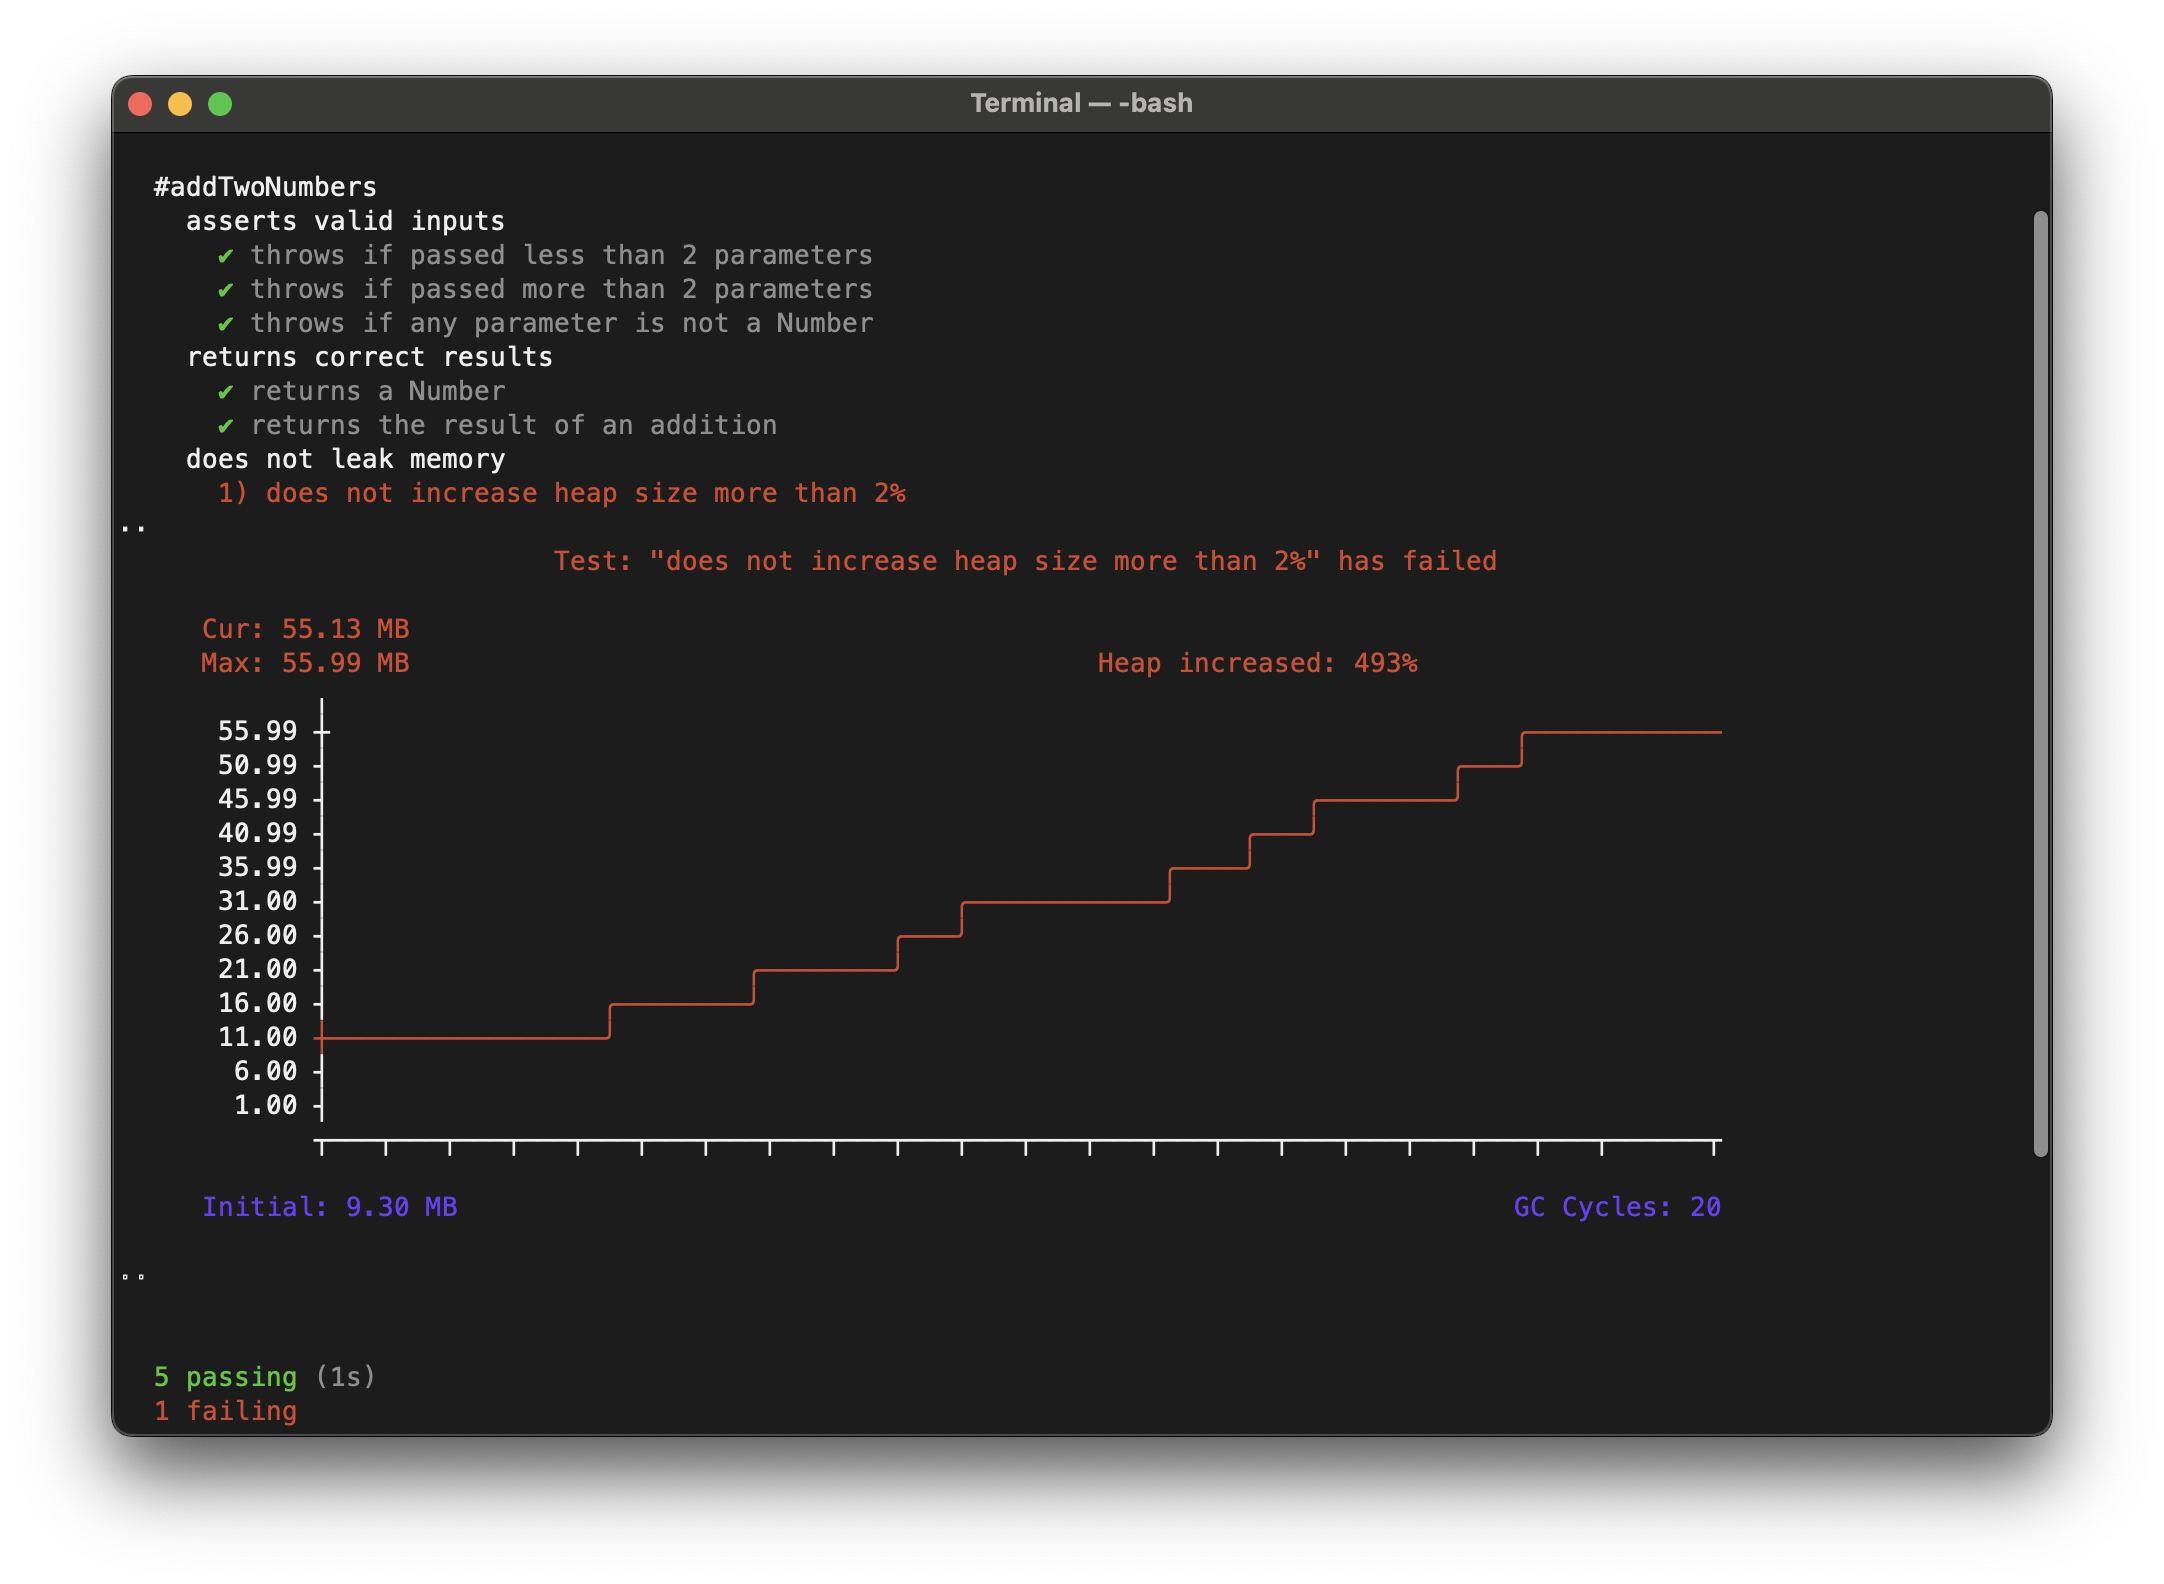 Terminal — -bash
#addTwoNumbers
asserts valid inputs
✔ throws if passed less than 2 parameters
✔ throws if passed more than 2 parameters
✔ throws if any parameter is not a Number
returns correct results
✔ returns a Number
✔ returns the result of an addition
does not leak memory
1) does not increase heap size more than 2%
..
Test: "does not increase heap size more than 2%" has failed
Cur: 55.13 MB
Max: 55.99 MB Heap increased: 493%
55.99
50.99
45.99
40.99
35.99
31.00
26.00
21.00
16.00
11.00
6.00
1.00
Initial: 9.30 MB GC Cycles: 20
..
5 passing (1s)
1 failing